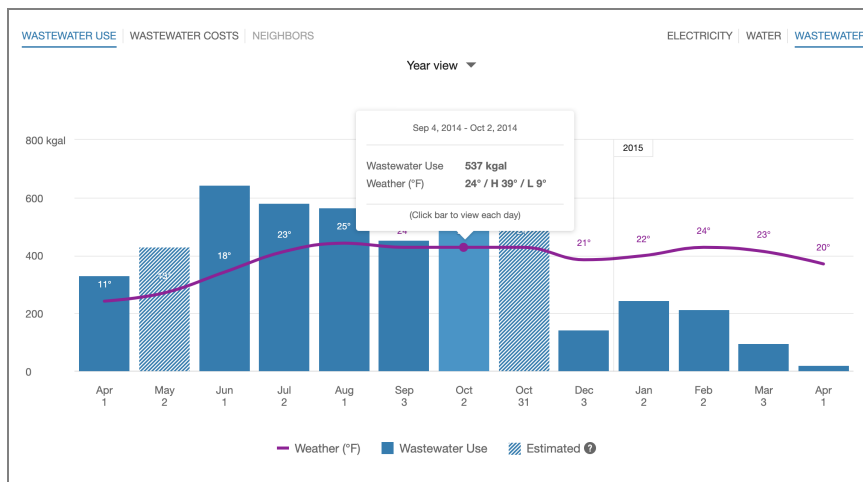 WASTEWATER USE WASTEWATER COSTS NEIGHBORS ELECTRICITY WATER WASTEWATER
Year view
Sep 4, 2014 - Oct 2, 2014
Wastewater Use 537 kgal
Weather (°F) 24° / H 39° / L 9°
(Click bar to view each day)
800 kgal
2015
600
400
200
0
11° 13° 18° 23° 25° 24° 21° 22° 24° 23° 20°
Apr May Jun Jul Aug Sep Oct Oct Dec Jan Feb Mar Apr
1 2 1 2 1 3 2 31 3 2 2 3 1
Weather (°F) Wastewater Use Estimated ?